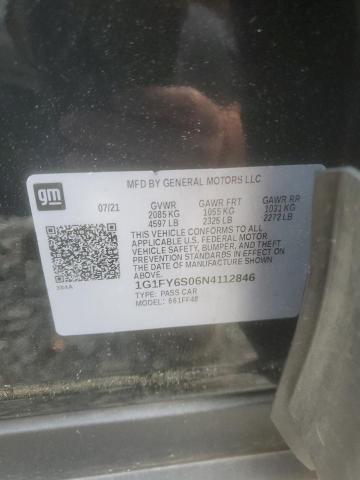 gm
MFD BY GENERAL MOTORS LLC
07/21 GVWR GAWR FRT GAWR RR
2085 KG 1055 KG 1031 KG
4597 LB 2325 LB 2272 LB
THIS VEHICLE CONFORMS TO ALL
APPLICABLE U.S. FEDERAL MOTOR
VEHICLE SAFETY, BUMPER, AND THEFT
PREVENTION STANDARDS IN EFFECT ON
THE DATE OF MANUFACTURE SHOWN
ABOVE.
1G1FY6S06N4112846
TYPE: PASS CAR
MODEL: